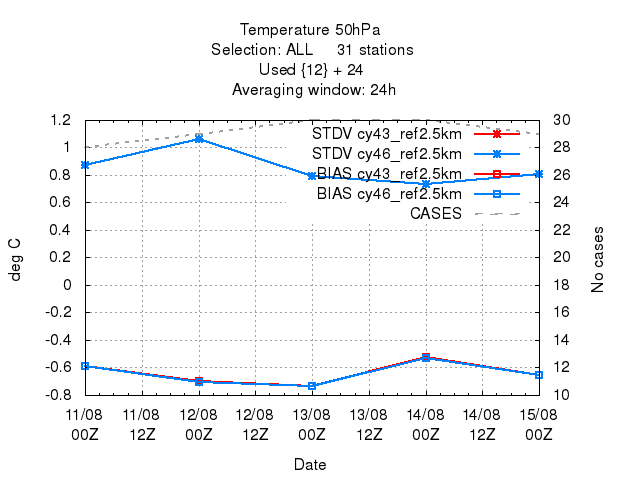 Temperature 50hPa
Selection: ALL 31 stations
Used {12} + 24
Averaging window: 24h
1.2
1
0.8
0.6
0.4
0.2
0
-0.2
-0.4
-0.6
-0.8
deg C
STDV cy43_ref2.5km
STDV cy46_ref2.5km
BIAS cy43_ref2.5km
BIAS cy46_ref2.5km
CASES
30
28
26
24
22
20
18
16
14
12
10
No cases
11/08 11/08 12/08 12/08 13/08 13/08 14/08 14/08 15/08
00Z 12Z 00Z 12Z 00Z 12Z 00Z 12Z 00Z
Date